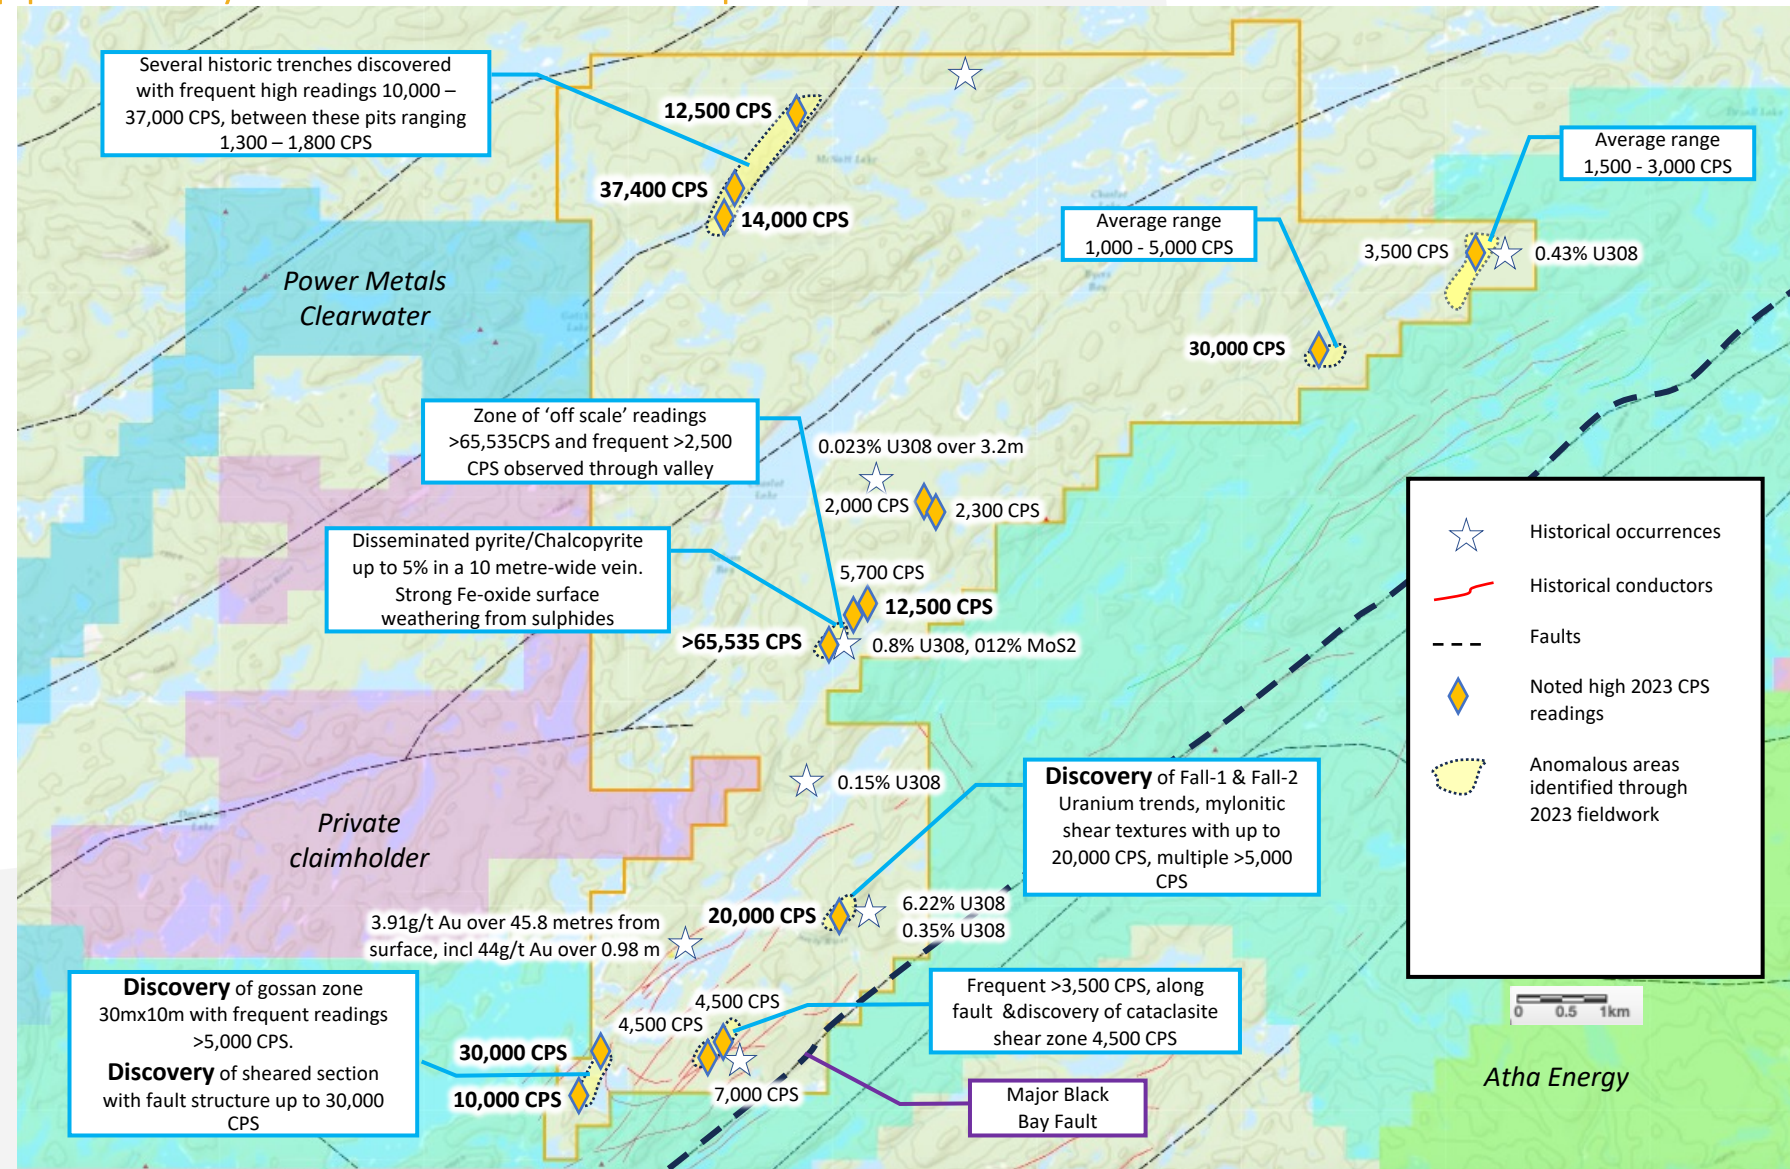 Several historic trenches discovered
with frequent high readings 10,000 –
37,000 CPS, between these pits ranging
1,300 – 1,800 CPS
12,500 CPS
37,400 CPS
14,000 CPS
McNutt Lake
Average range
1,500 - 3,000 CPS
Average range
1,000 - 5,000 CPS
3,500 CPS
0.43% U308
30,000 CPS
Power Metals
Clearwater
Zone of ‘off scale’ readings
>65,535CPS and frequent >2,500
CPS observed through valley
0.023% U308 over 3.2m
2,000 CPS
2,300 CPS
Disseminated pyrite/Chalcopyrite
up to 5% in a 10 metre-wide vein.
Strong Fe-oxide surface
weathering from sulphides
5,700 CPS
12,500 CPS
>65,535 CPS
0.8% U308, 012% MoS2
Historical occurrences
Historical conductors
Faults
Noted high 2023 CPS
readings
Anomalous areas
identified through
2023 fieldwork
0.15% U308
Discovery of Fall-1 & Fall-2
Uranium trends, mylonitic
shear textures with up to
20,000 CPS, multiple >5,000
CPS
Private
claimholder
20,000 CPS
6.22% U308
0.35% U308
3.91g/t Au over 45.8 metres from
surface, incl 44g/t Au over 0.98 m
Discovery of gossan zone
30mx10m with frequent readings
>5,000 CPS.
Discovery of sheared section
with fault structure up to 30,000
CPS
4,500 CPS
4,500 CPS
30,000 CPS
10,000 CPS
7,000 CPS
Frequent >3,500 CPS, along
fault &discovery of cataclasite
shear zone 4,500 CPS
Major Black
Bay Fault
0 0.5 1km
Atha Energy